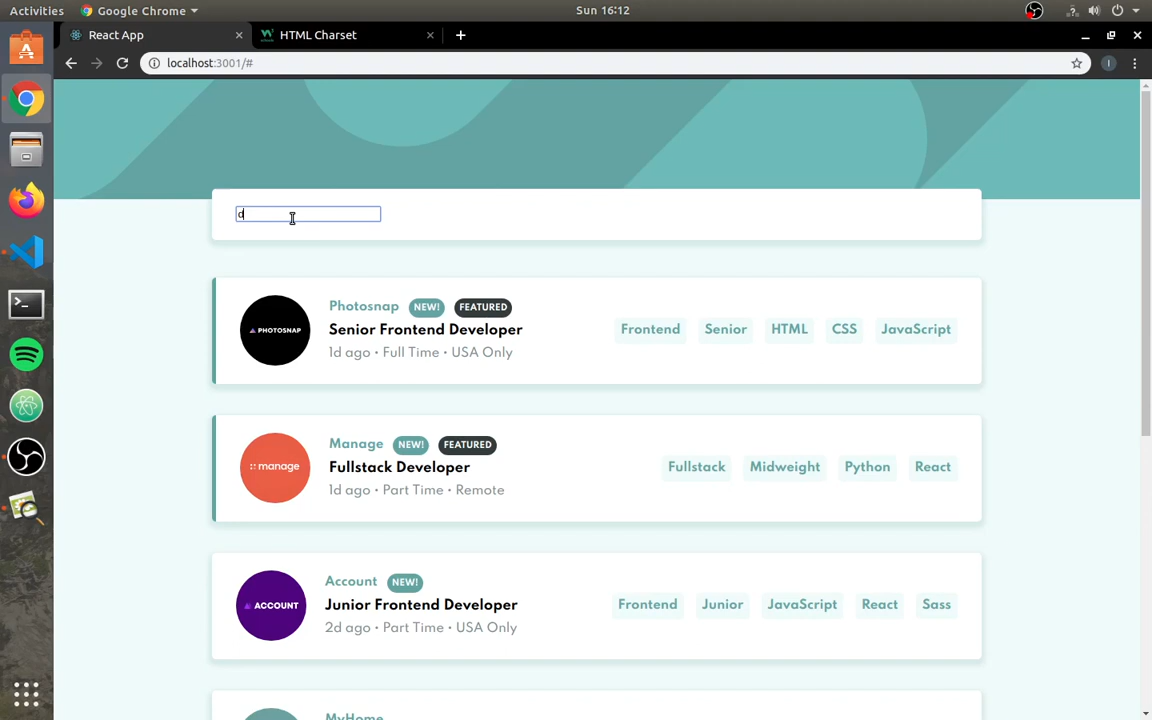 Activities
Google Chrome
Sun 16:12
React App
HTML Charset
localhost:3001/#
d
PHOTOSNAP
Photosnap NEW! FEATURED
Senior Frontend Developer
1d ago • Full Time • USA Only
Frontend Senior HTML CSS JavaScript
:: manage
Manage NEW! FEATURED
Fullstack Developer
1d ago • Part Time • Remote
Fullstack Midweight Python React
ACCOUNT
Account NEW!
Junior Frontend Developer
2d ago • Part Time • USA Only
Frontend Junior JavaScript React Sass
MyHome